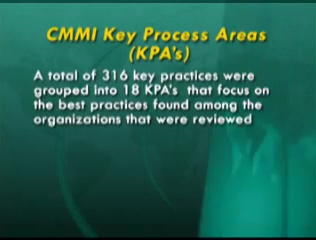 CMMI Key Process Areas
(KPA's)
A total of 316 key practices were
grouped into 18 KPA's that focus on
the best practices found among the
organizations that were reviewed